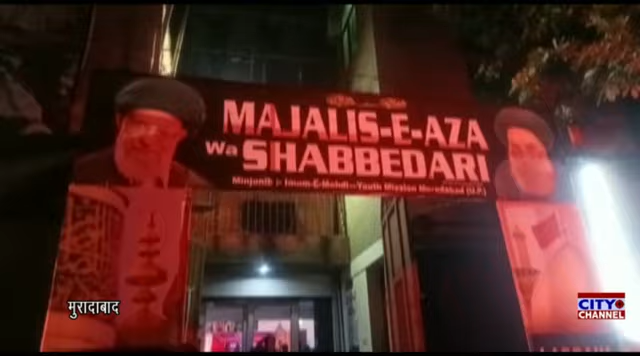 MAJALIS-E-AZA
Wa SHABBEDARI
Minjanib :- Imam-E-Mehdi Youth Mission Moradabad (U.P.)
मुरादाबाद
CITY
CHANNEL